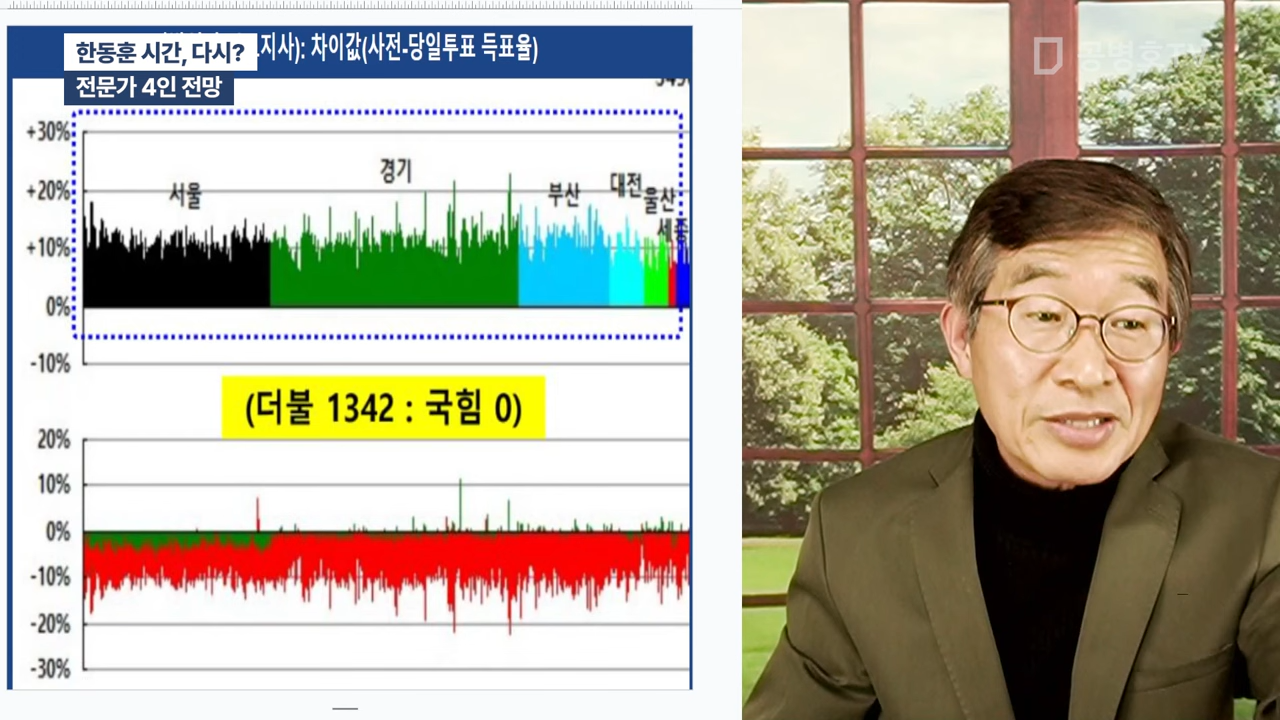 한동훈 시간, 다시?
전문가 4인 전망
지사): 차이값(사전-당일투표 득표율)
+30%
+20%
+10%
0%
-10%
서울
경기
부산
대전
울산
세종
(더불 1342 : 국힘 0)
20%
10%
0%
-10%
-20%
-30%
공병호